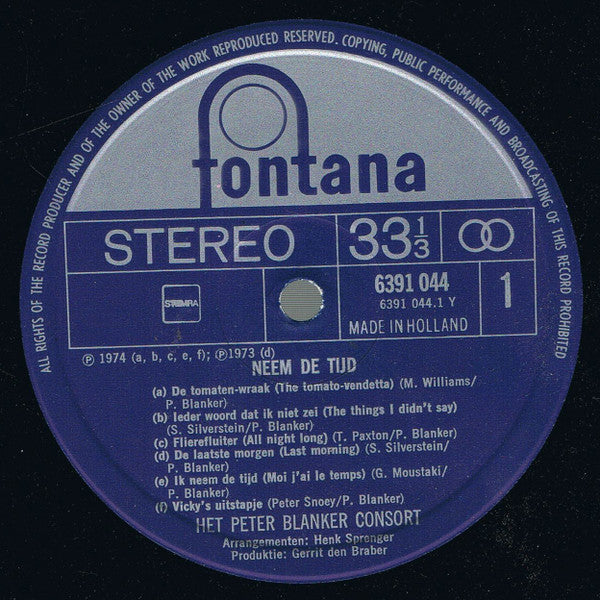 ALL RIGHTS OF THE RECORD PRODUCER AND OF THE OWNER OF THE WORK REPRODUCED RESERVED. COPYING, PUBLIC PERFORMANCE AND BROADCASTING OF THIS RECORD PROHIBITED
fontana
STEREO 33 1/3
STEMRA
6391 044
6391 044.1 Y
1
MADE IN HOLLAND
℗ 1974 (a, b, c, e, f); ℗1973 (d)
NEEM DE TIJD
(a) De tomaten-wraak (The tomato-vendetta) (M. Williams/
P. Blanker)
(b) Ieder woord dat ik niet zei (The things I didn't say)
(S. Silverstein/P. Blanker)
(c) Flierefluiter (All night long) (T. Paxton/P. Blanker)
(d) De laatste morgen (Last morning) (S. Silverstein/
P. Blanker)
(e) Ik neem de tijd (Moi j'ai le temps) (G. Moustaki/
P. Blanker)
(f) Vicky's uitstapje (Peter Snoey/P. Blanker)
HET PETER BLANKER CONSORT
Arrangementen: Henk Sprenger
Produktie: Gerrit den Braber